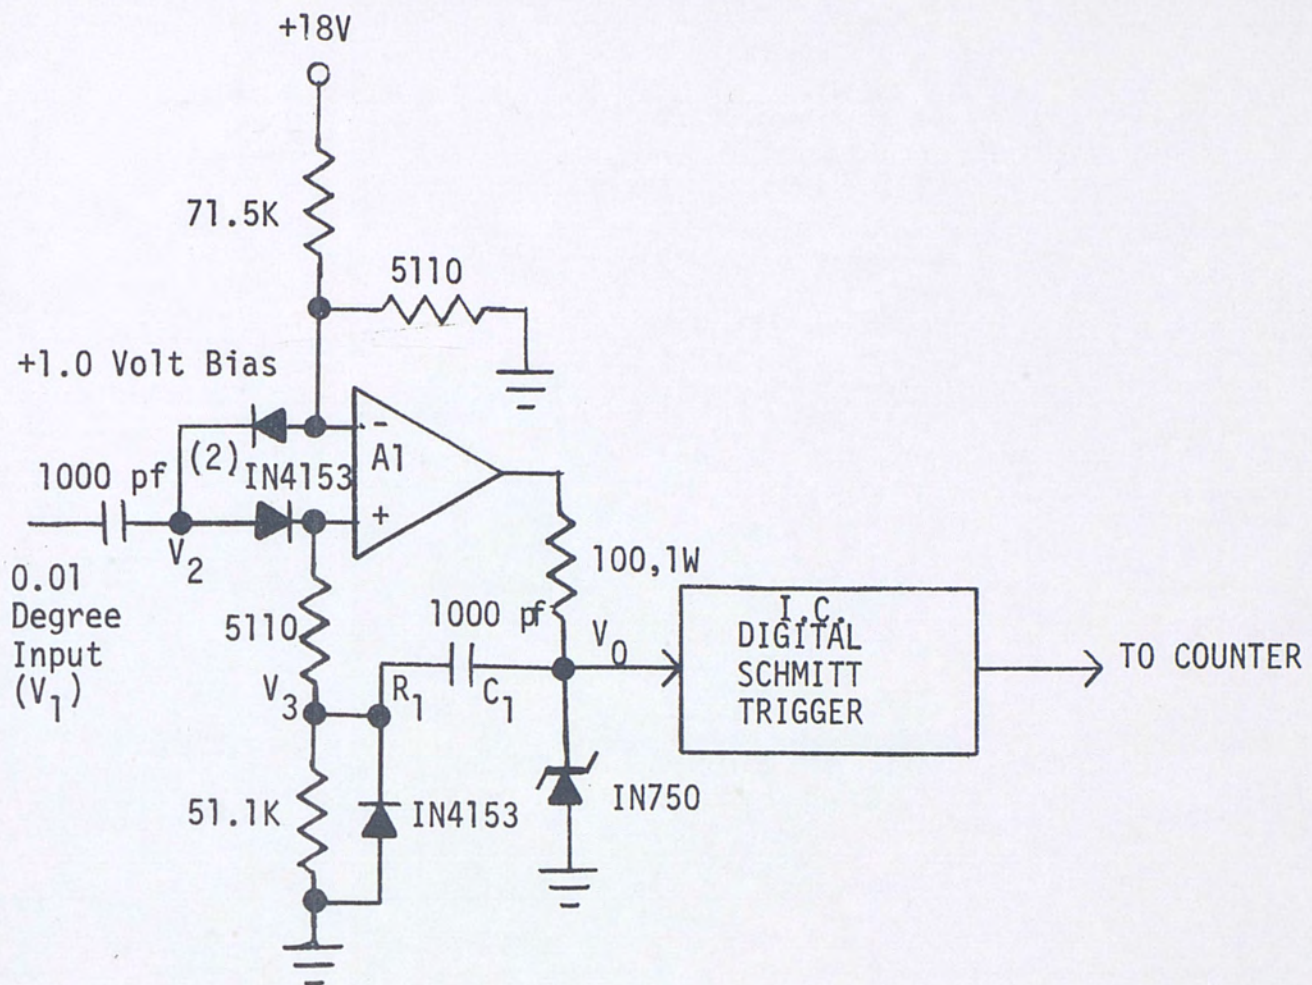 +18V
71.5K
5110
+1.0 Volt Bias
-
(2)
A1
1000 pf
IN4153
+
V2
100,1W
0.01
Degree
Input
(V1)
5110
1000 pf
V0
I.C.
DIGITAL
SCHMITT
TRIGGER
TO COUNTER
V3
R1
C1
51.1K
IN4153
IN750